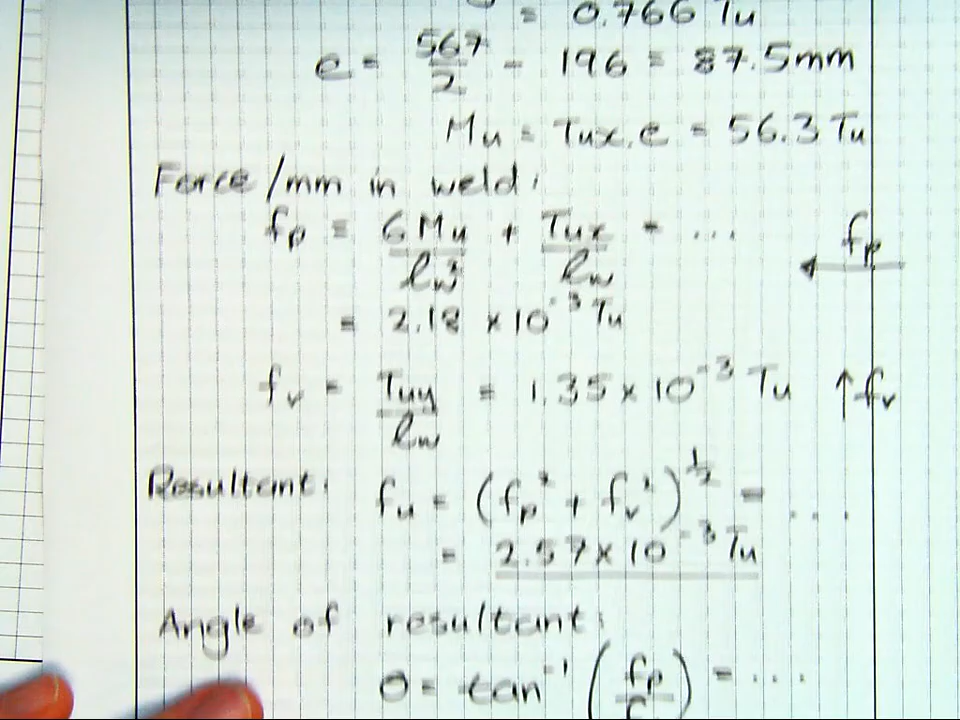 = 0.766 Tu
e = 567/2 - 196 = 87.5mm
Mu = Tux.e = 56.3 Tu
Force/mm in weld:
fp = 6Mu/lw² + Tux/lw = ... fp
= 2.18 × 10⁻³ Tu
fv = Tuy/lw = 1.35 × 10⁻³ Tu ↑fv
Resultant: fu = (fp² + fv²)^½ = ...
= 2.57 × 10⁻³ Tu
Angle of resultant:
θ = tan⁻¹ (fp/f) = ...